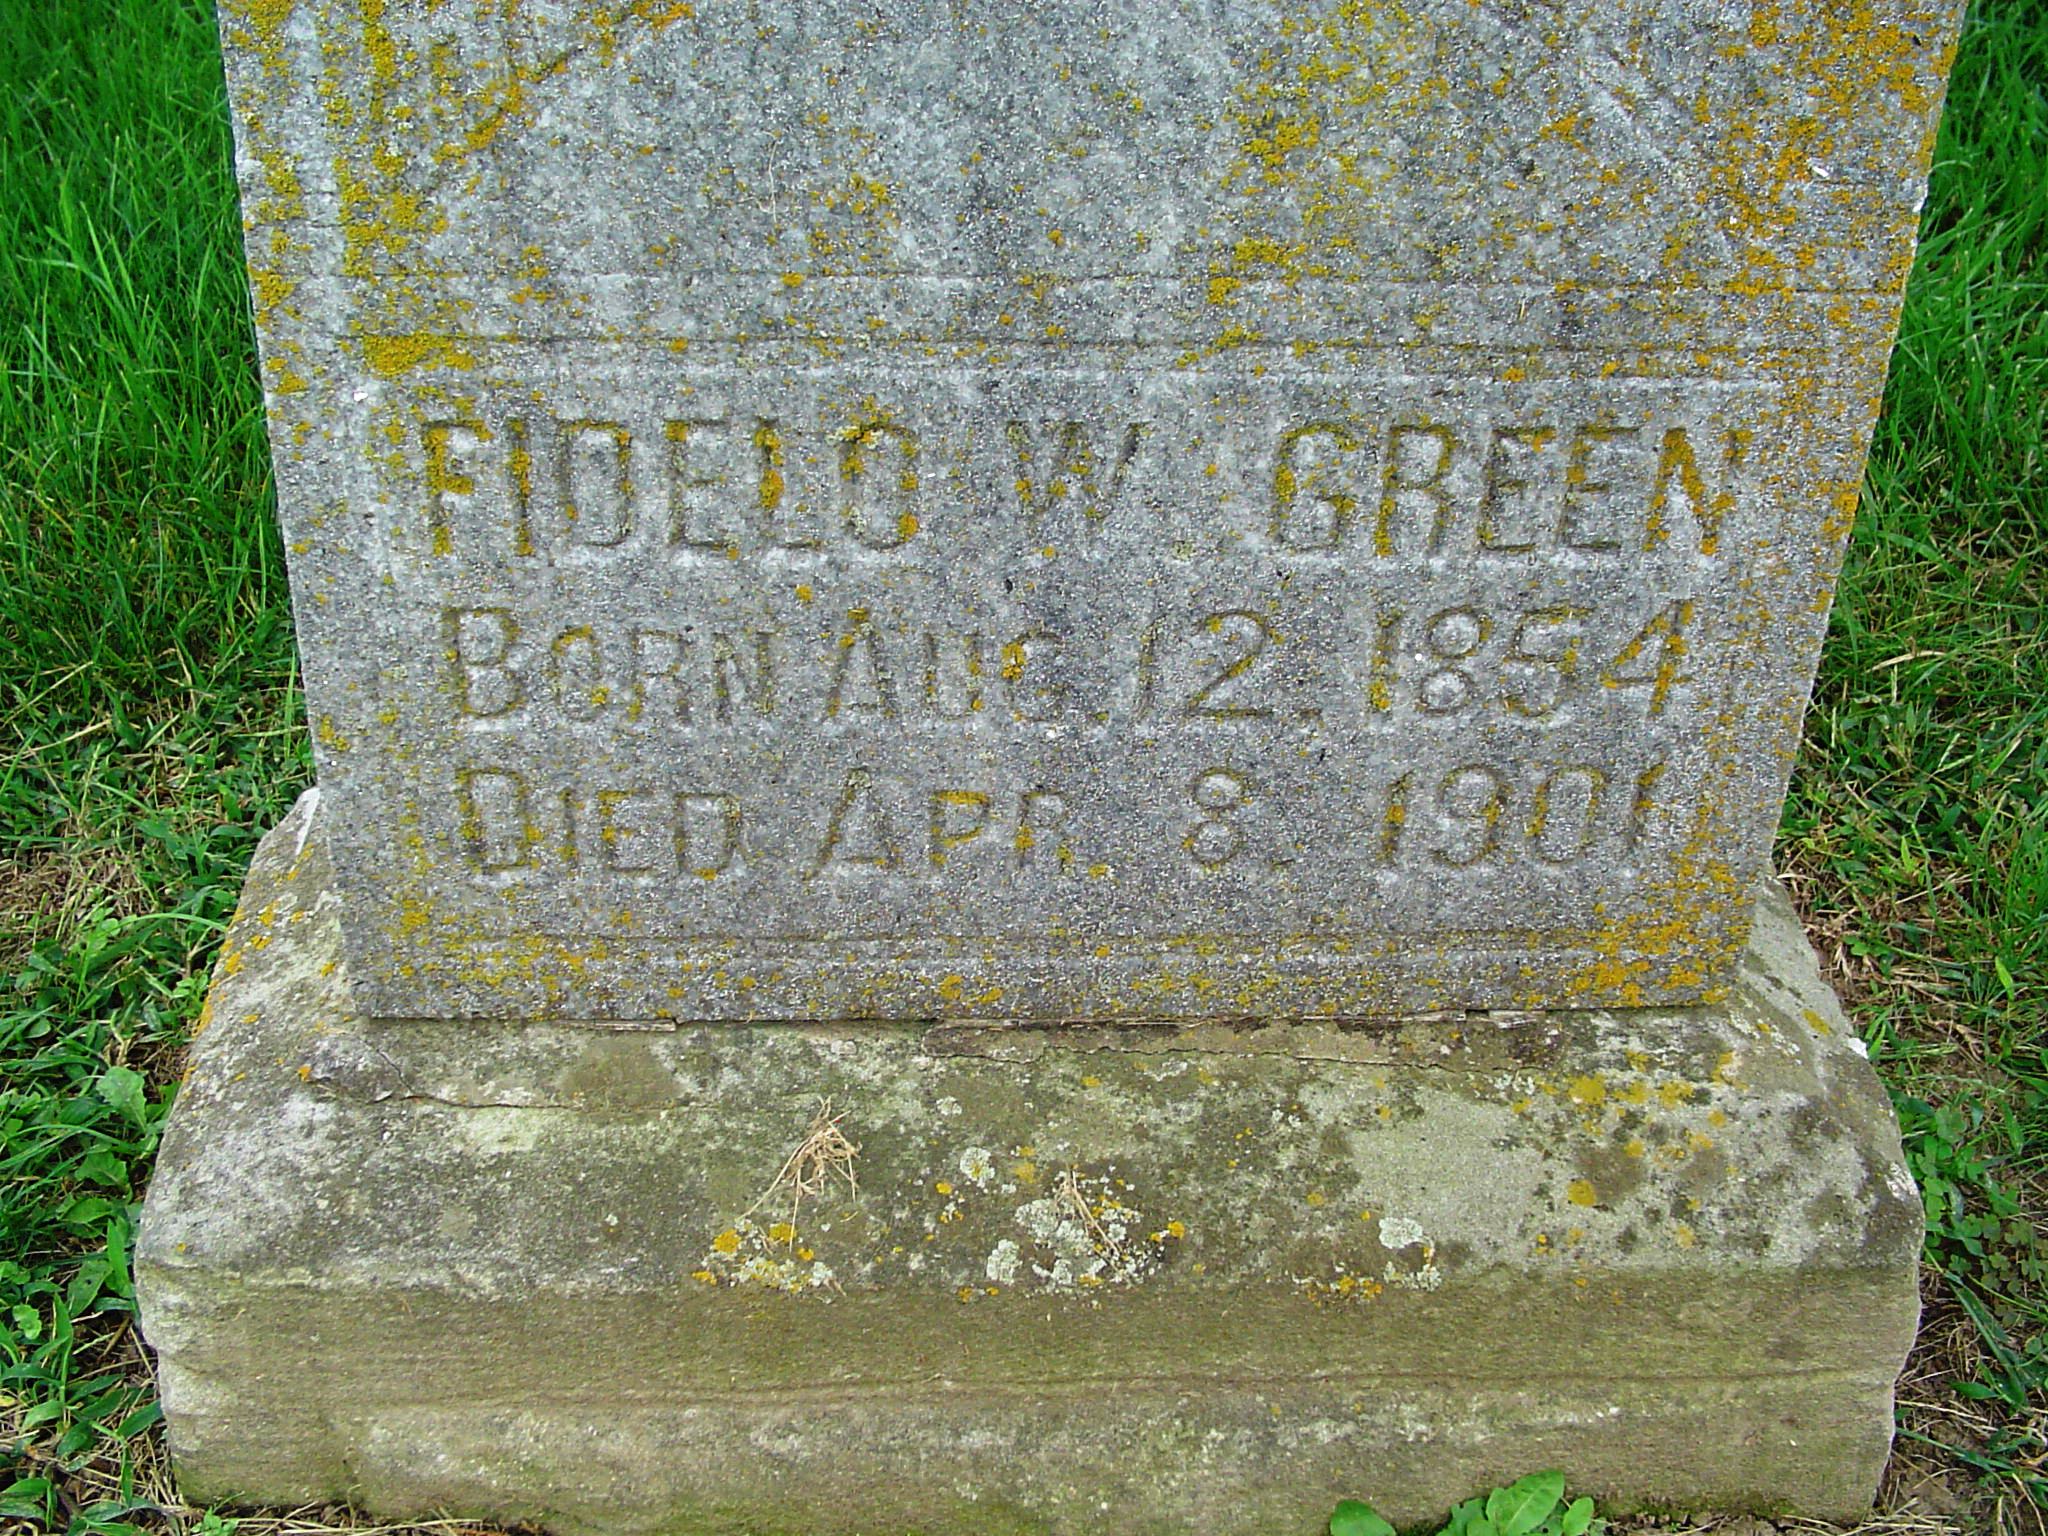 FIDELO W. GREEN
BORN AUG. 12. 1854
DIED APR. 8. 1901